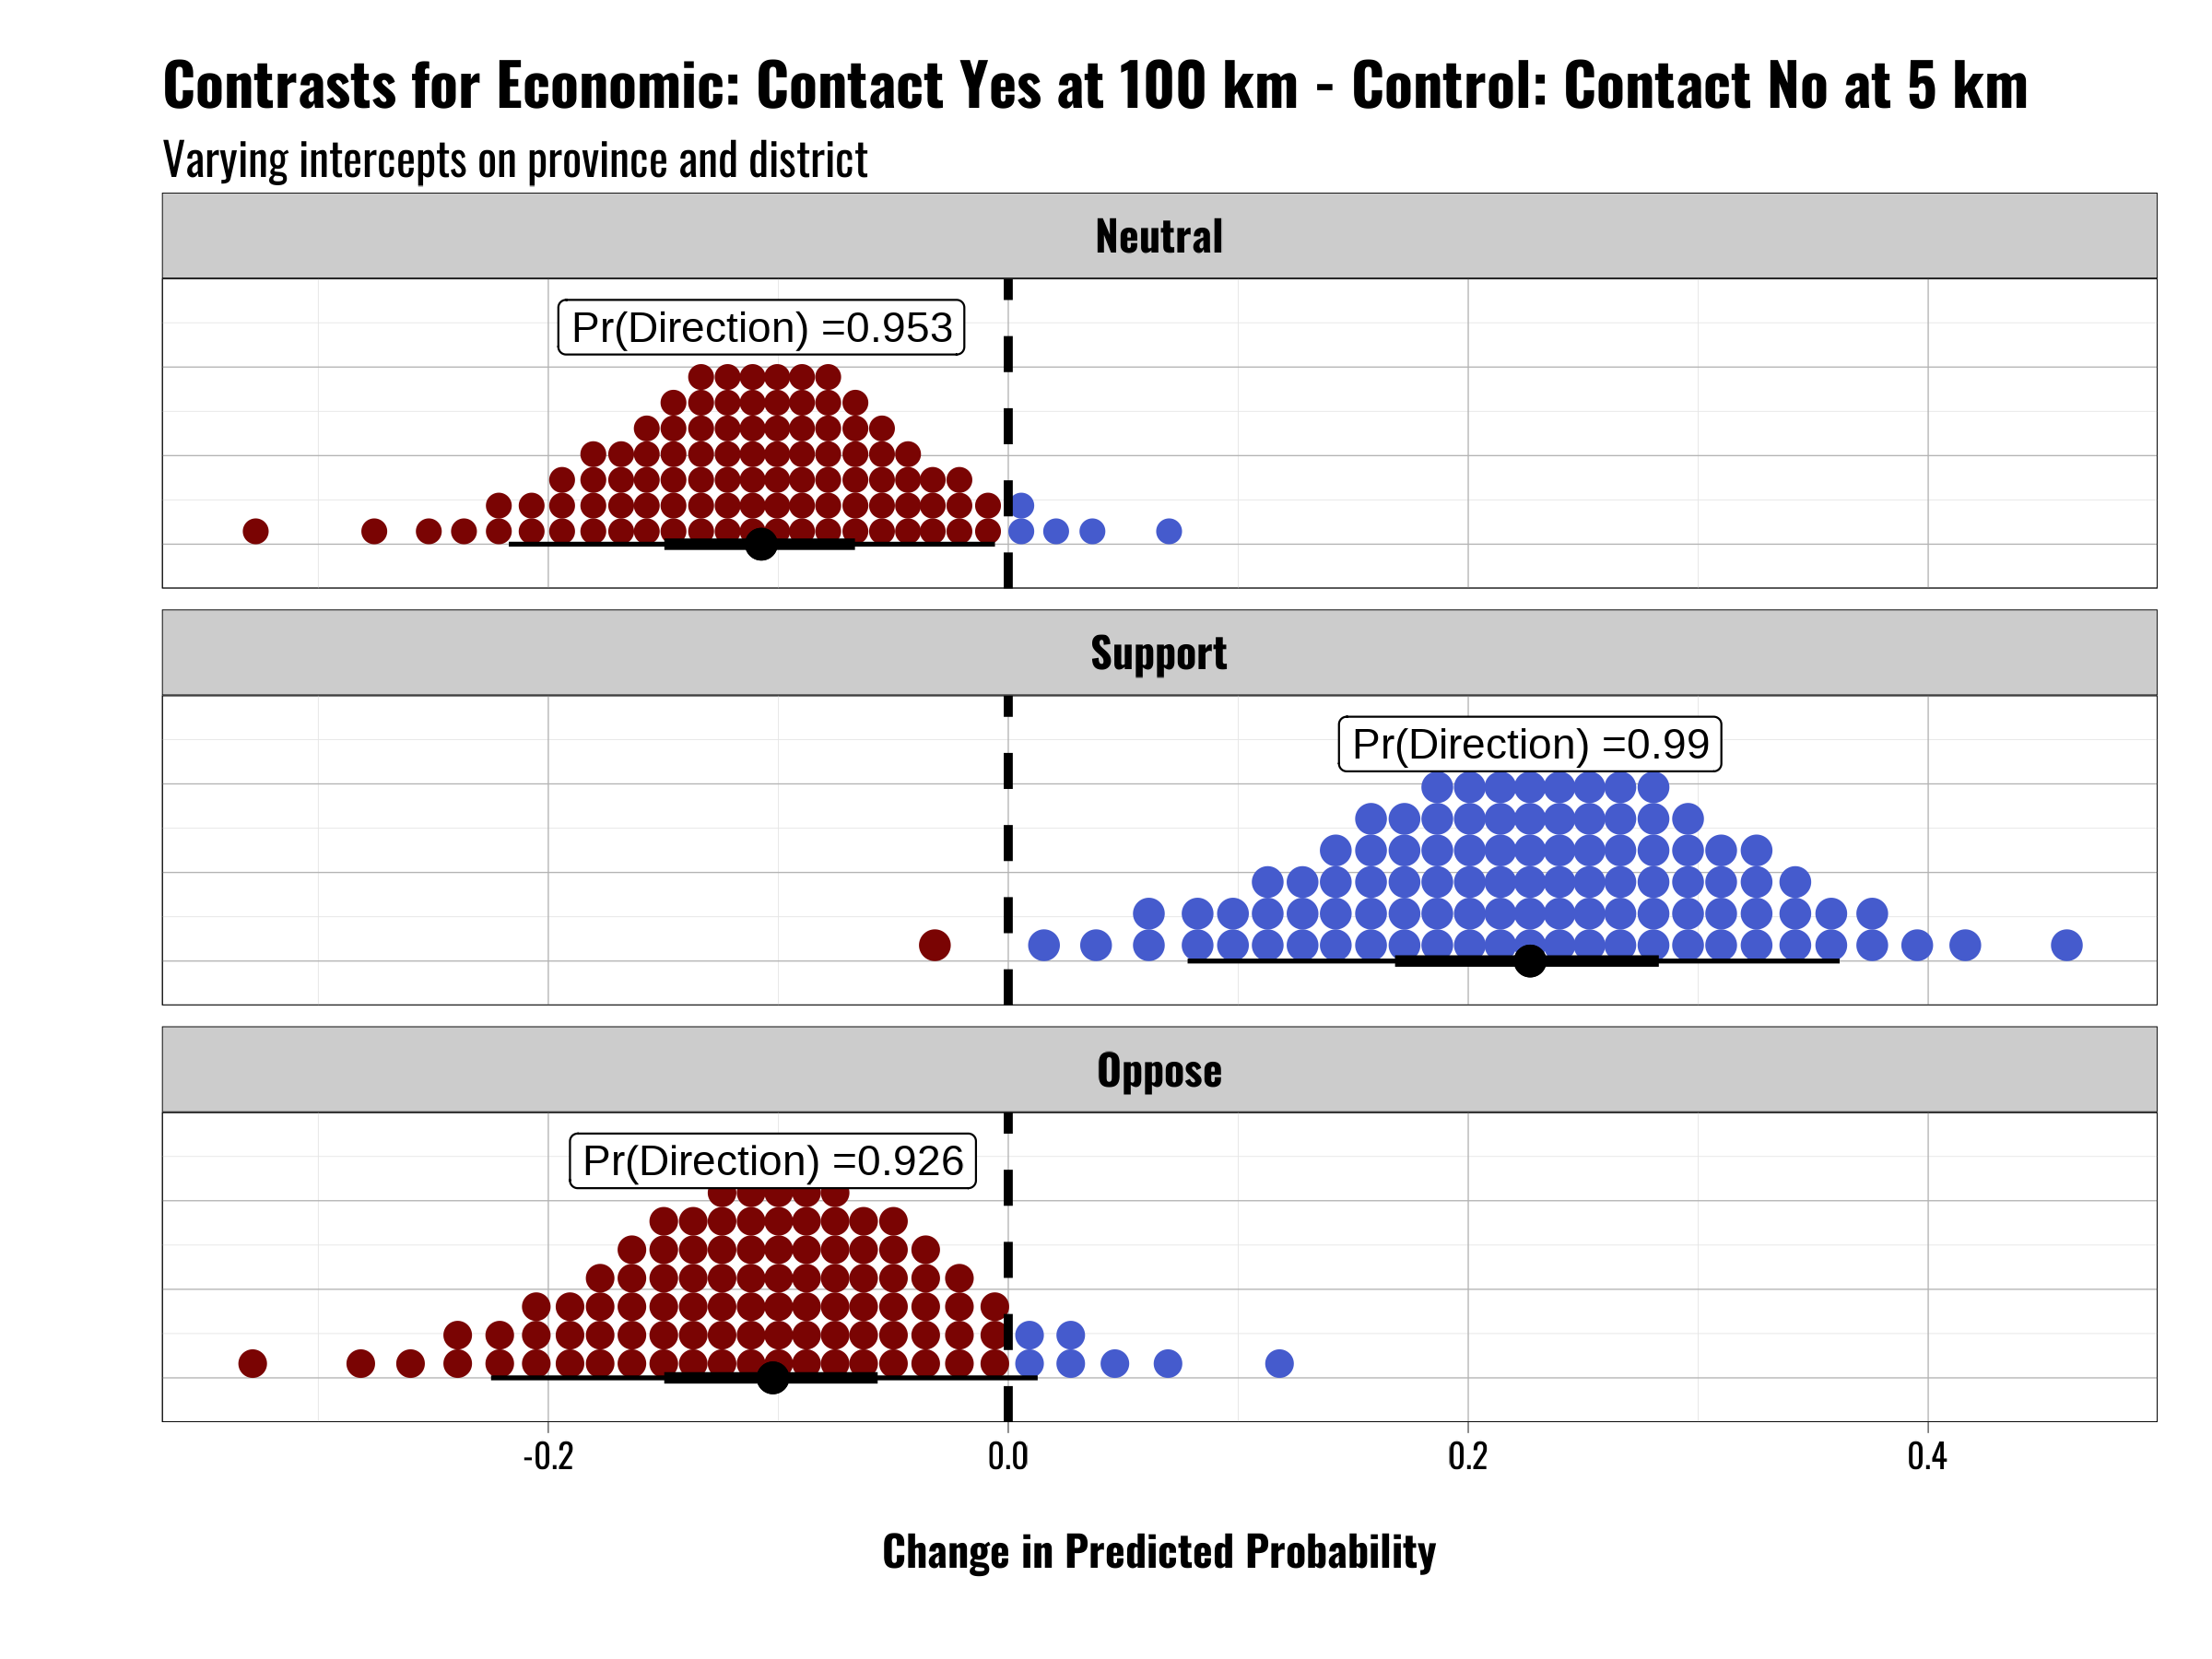 Contrasts for Economic: Contact Yes at 100 km - Control: Contact No at 5 km
Varying intercepts on province and district
Neutral
Pr(Direction) =0.953
Support
Pr(Direction) =0.99
Oppose
Pr(Direction) =0.926
-0.2 0.0 0.2 0.4
Change in Predicted Probability